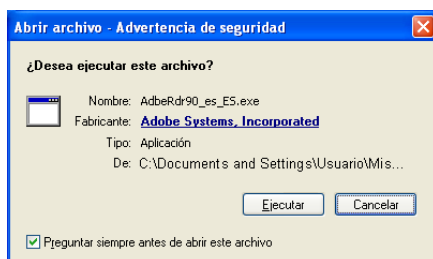 Abrir archivo - Advertencia de seguridad
¿Desea ejecutar este archivo?
Nombre: AdbeRdr90_es_ES.exe
Fabricante: Adobe Systems, Incorporated
Tipo: Aplicación
De: C:\Documents and Settings\Usuario\Mis...
Ejecutar Cancelar
Preguntar siempre antes de abrir este archivo